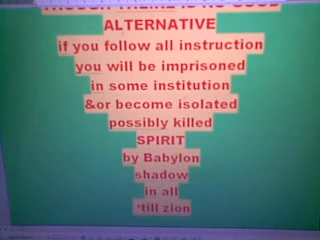 ALTERNATIVE
if you follow all instruction
you will be imprisoned
in some institution
&or become isolated
possibly killed
SPIRIT
by Babylon
shadow
in all
'till zion